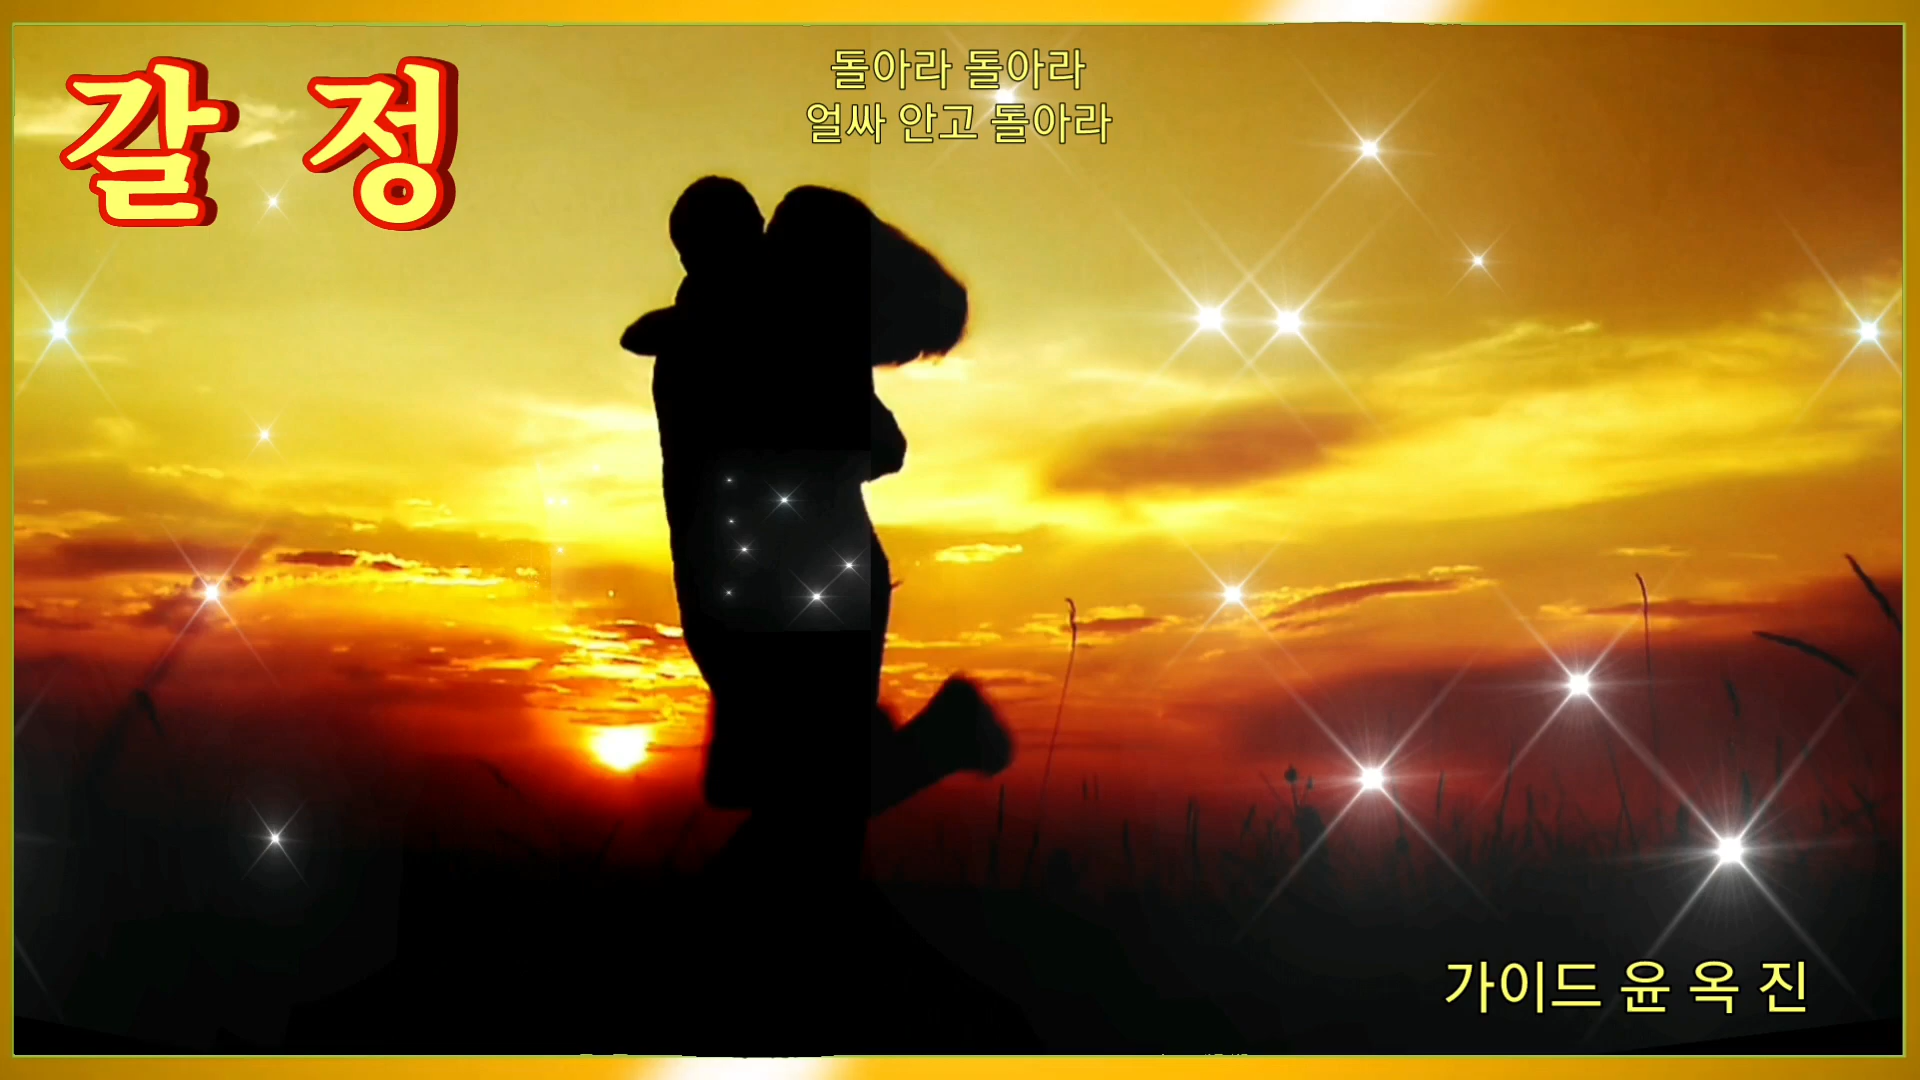 갈 정
돌아라 돌아라
얼싸 안고 돌아라
가이드 윤 옥 진